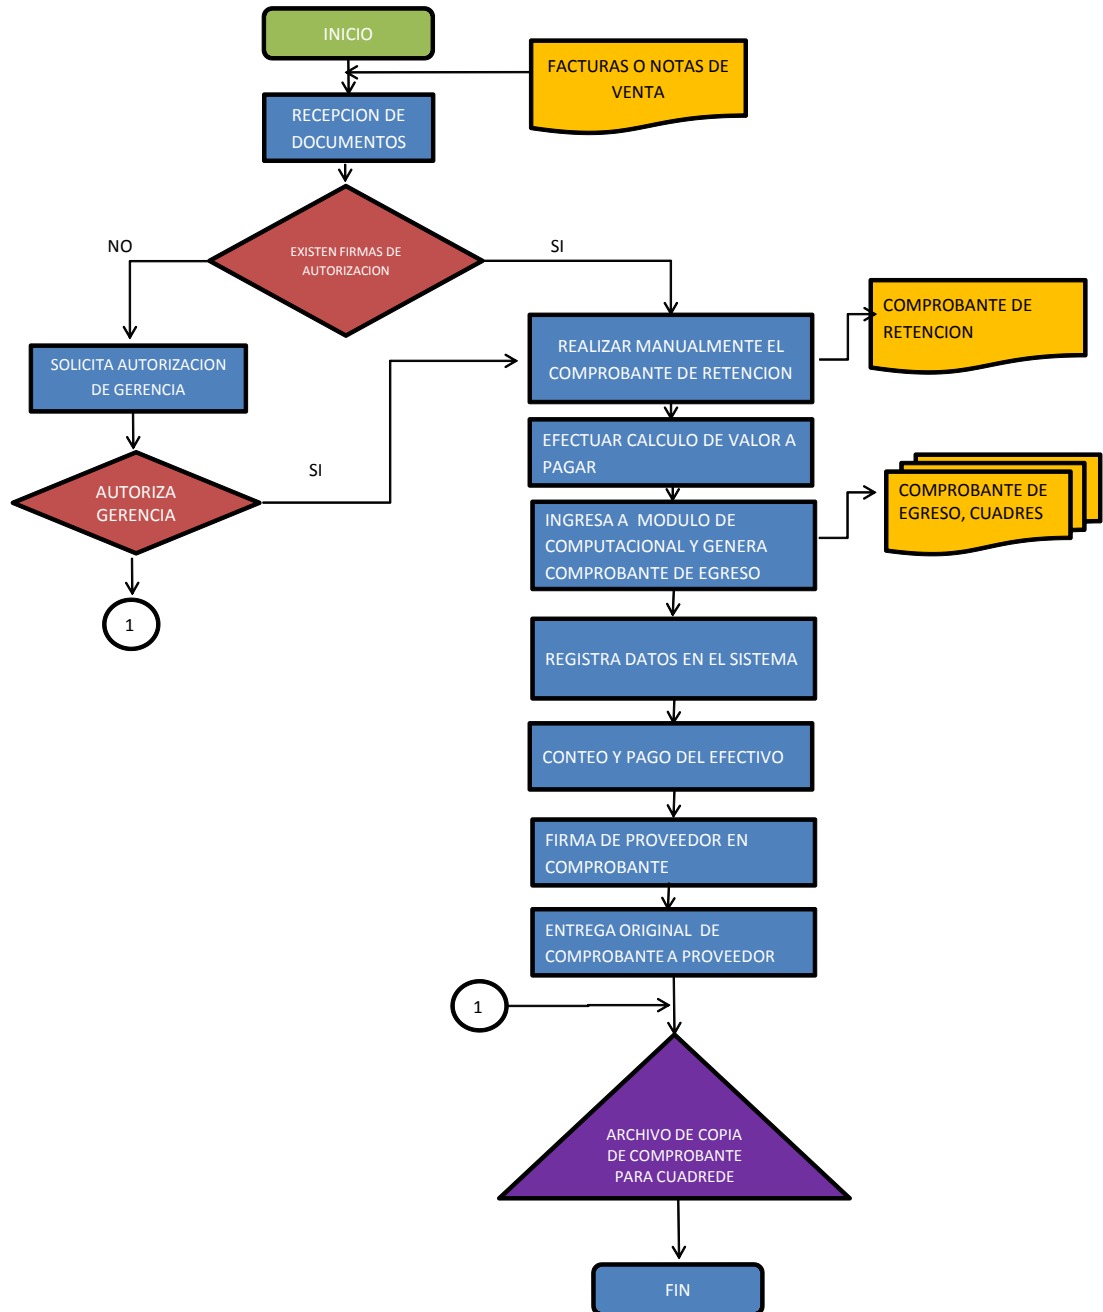 INICIO
FACTURAS O NOTAS DE
VENTA
RECEPCION DE
DOCUMENTOS
EXISTEN FIRMAS DE
AUTORIZACION
NO
SI
SOLICITA AUTORIZACION
DE GERENCIA
REALIZAR MANUALMENTE EL
COMPROBANTE DE RETENCION
COMPROBANTE DE
RETENCION
AUTORIZA
GERENCIA
SI
EFECTUAR CALCULO DE VALOR A
PAGAR
INGRESA A MODULO DE
COMPUTACIONAL Y GENERA
COMPROBANTE DE EGRESO
COMPROBANTE DE
EGRESO, CUADRES
1
REGISTRA DATOS EN EL SISTEMA
CONTEO Y PAGO DEL EFECTIVO
FIRMA DE PROVEEDOR EN
COMPROBANTE
ENTREGA ORIGINAL DE
COMPROBANTE A PROVEEDOR
1
ARCHIVO DE COPIA
DE COMPROBANTE
PARA CUADREDE
FIN